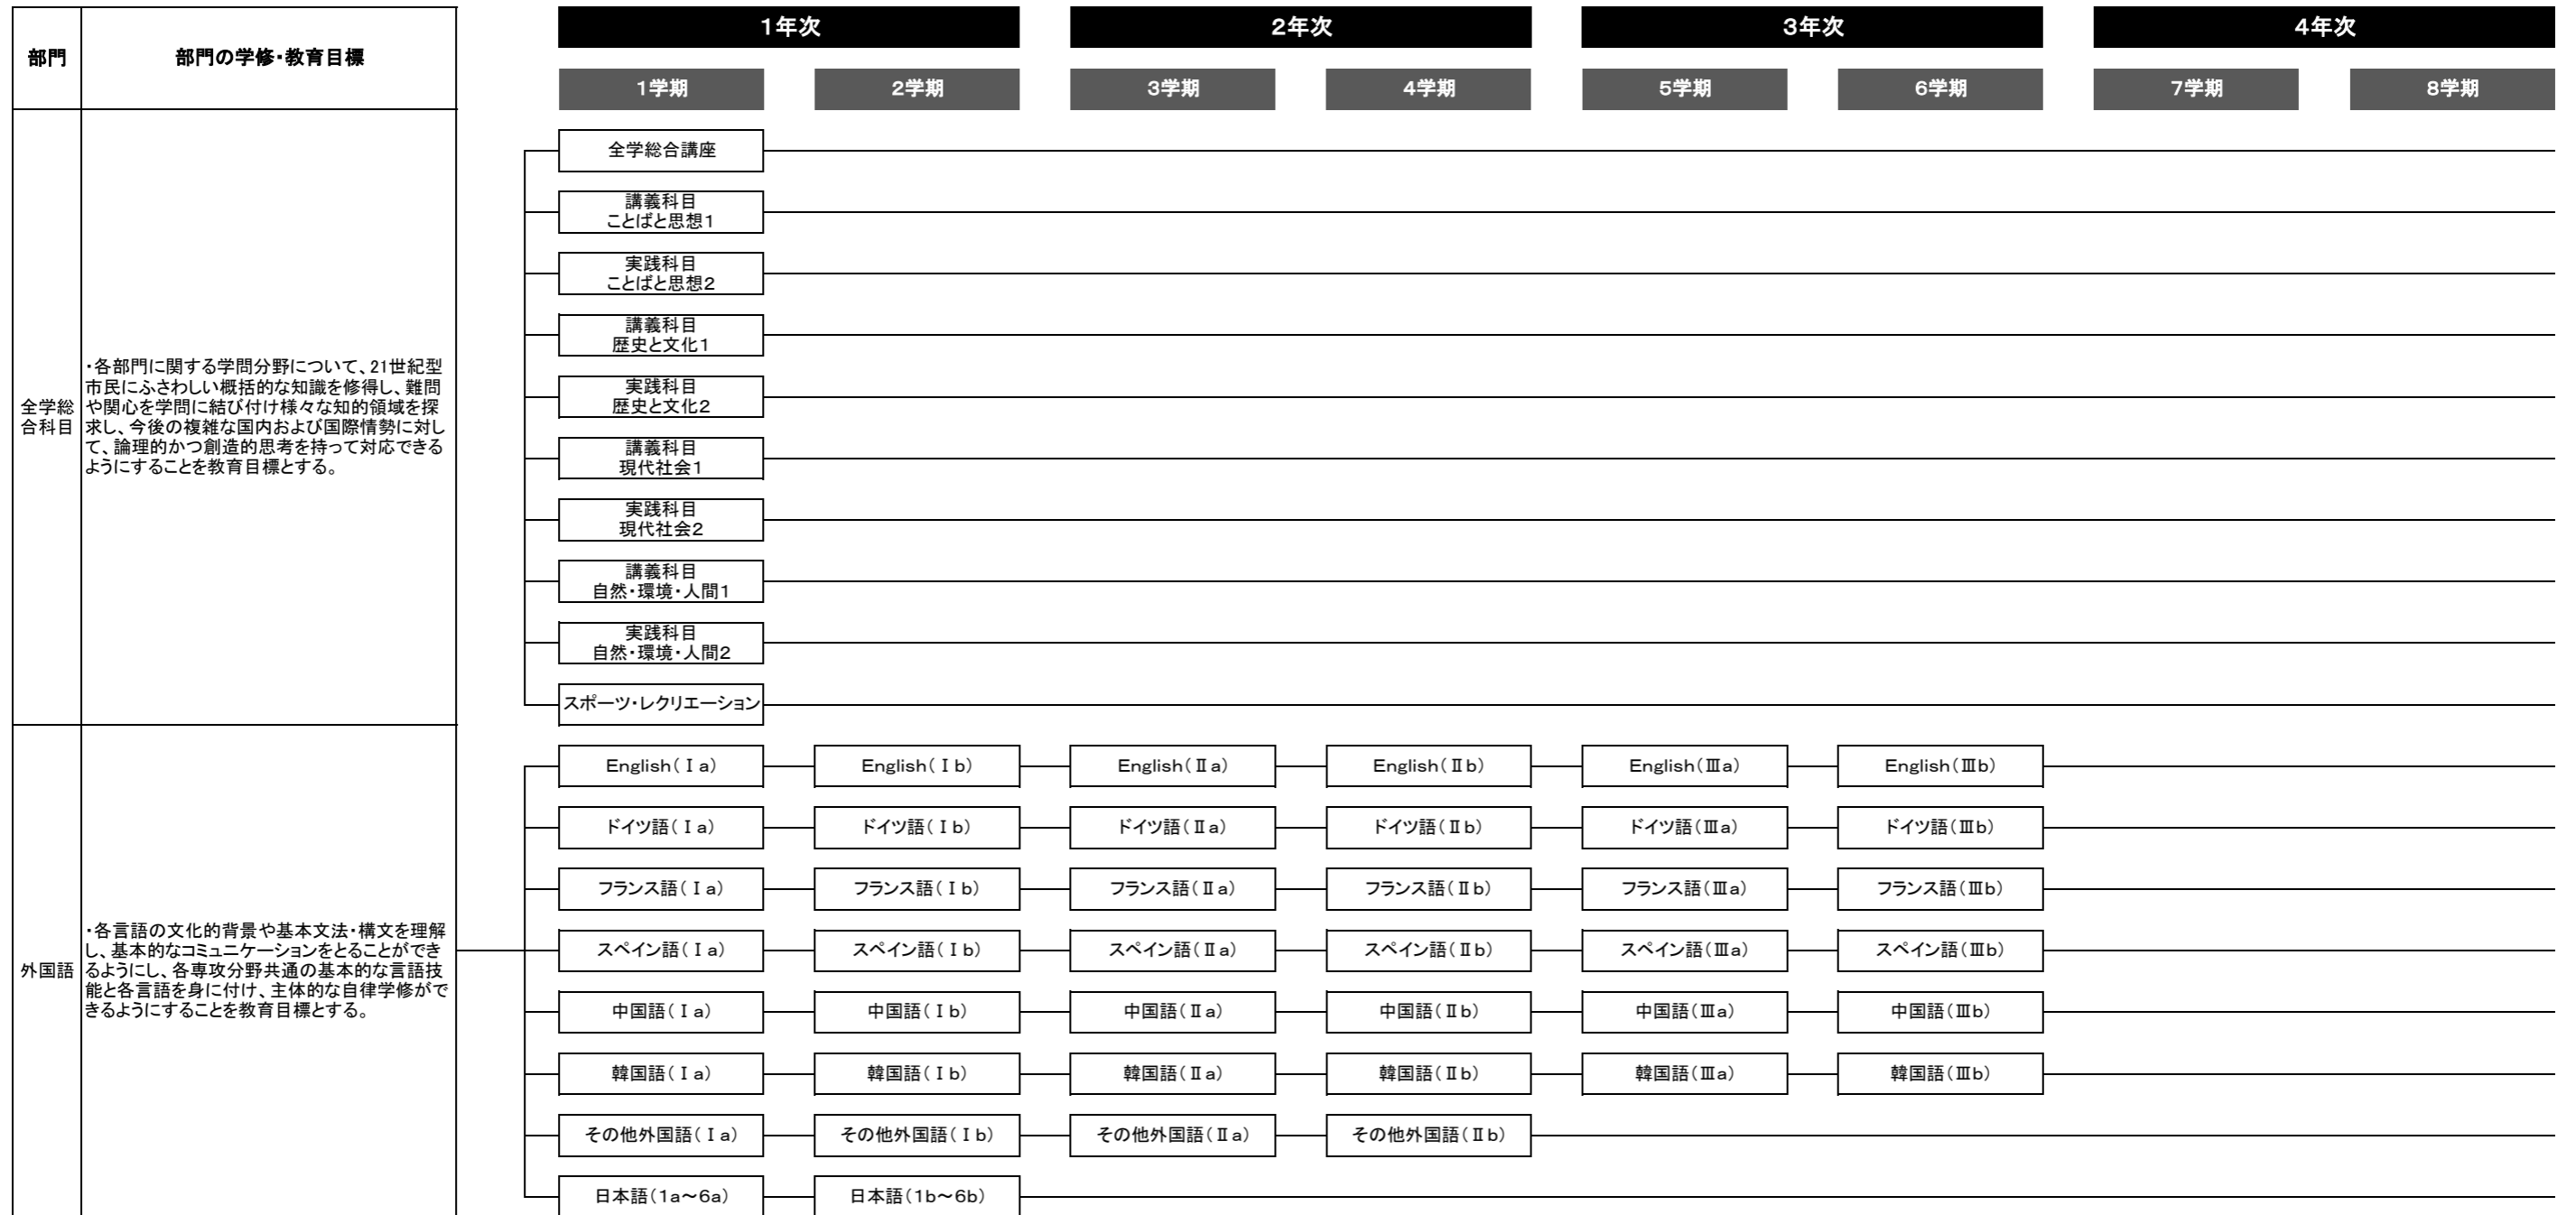 部門
部門の学修・教育目標
1年次
2年次
3年次
4年次
1学期
2学期
3学期
4学期
5学期
6学期
7学期
8学期
全学総
合科目
・各部門に関する学問分野について、21世紀型
市民にふさわしい概括的な知識を修得し、難問
や関心を学問に結び付け様々な知的領域を探
求し、今後の複雑な国内および国際情勢に対し
て、論理的かつ創造的思考を持って対応できる
ようにすることを教育目標とする。
全学総合講座
講義科目
ことばと思想1
実践科目
ことばと思想2
講義科目
歴史と文化1
実践科目
歴史と文化2
講義科目
現代社会1
実践科目
現代社会2
講義科目
自然・環境・人間1
実践科目
自然・環境・人間2
スポーツ・レクリエーション
外国語
・各言語の文化的背景や基本文法・構文を理解
し、基本的なコミュニケーションをとることができ
るようにし、各専攻分野共通の基本的な言語技
能と各言語を身に付け、主体的な自律学修がで
きるようにすることを教育目標とする。
English(Ⅰa)
English(Ⅰb)
English(Ⅱa)
English(Ⅱb)
English(Ⅲa)
English(Ⅲb)
ドイツ語(Ⅰa)
ドイツ語(Ⅰb)
ドイツ語(Ⅱa)
ドイツ語(Ⅱb)
ドイツ語(Ⅲa)
ドイツ語(Ⅲb)
フランス語(Ⅰa)
フランス語(Ⅰb)
フランス語(Ⅱa)
フランス語(Ⅱb)
フランス語(Ⅲa)
フランス語(Ⅲb)
スペイン語(Ⅰa)
スペイン語(Ⅰb)
スペイン語(Ⅱa)
スペイン語(Ⅱb)
スペイン語(Ⅲa)
スペイン語(Ⅲb)
中国語(Ⅰa)
中国語(Ⅰb)
中国語(Ⅱa)
中国語(Ⅱb)
中国語(Ⅲa)
中国語(Ⅲb)
韓国語(Ⅰa)
韓国語(Ⅰb)
韓国語(Ⅱa)
韓国語(Ⅱb)
韓国語(Ⅲa)
韓国語(Ⅲb)
その他外国語(Ⅰa)
その他外国語(Ⅰb)
その他外国語(Ⅱa)
その他外国語(Ⅱb)
日本語(1a～6a)
日本語(1b～6b)